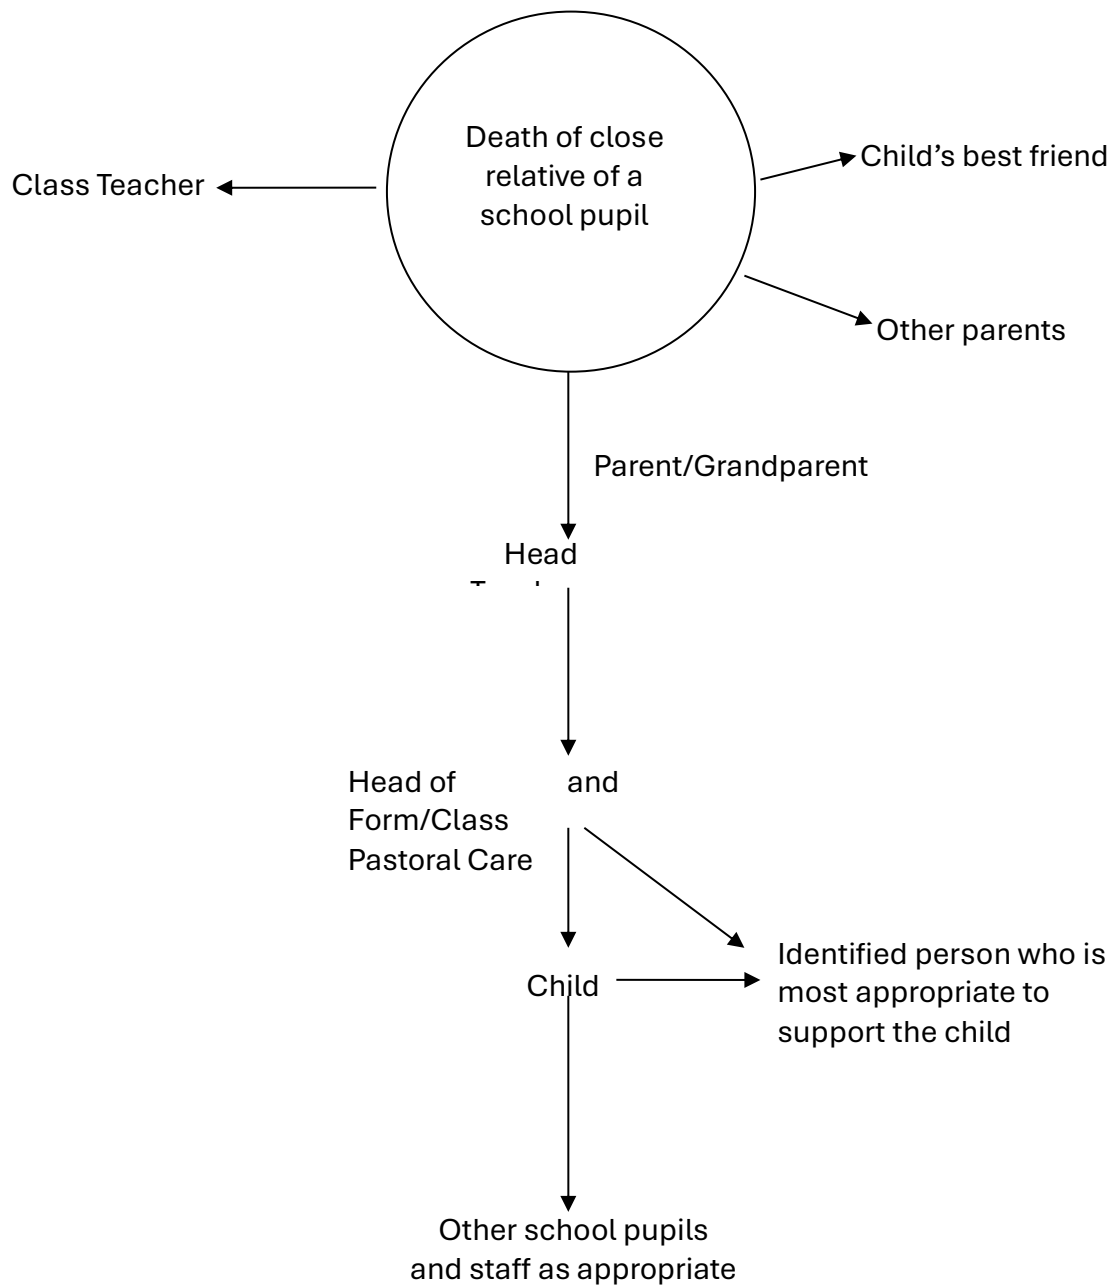 Death of close
relative of a
school pupil
Class Teacher
Child’s best friend
Other parents
Parent/Grandparent
Head
Head of and
Form/Class
Pastoral Care
Child
Identified person who is
most appropriate to
support the child
Other school pupils
and staff as appropriate